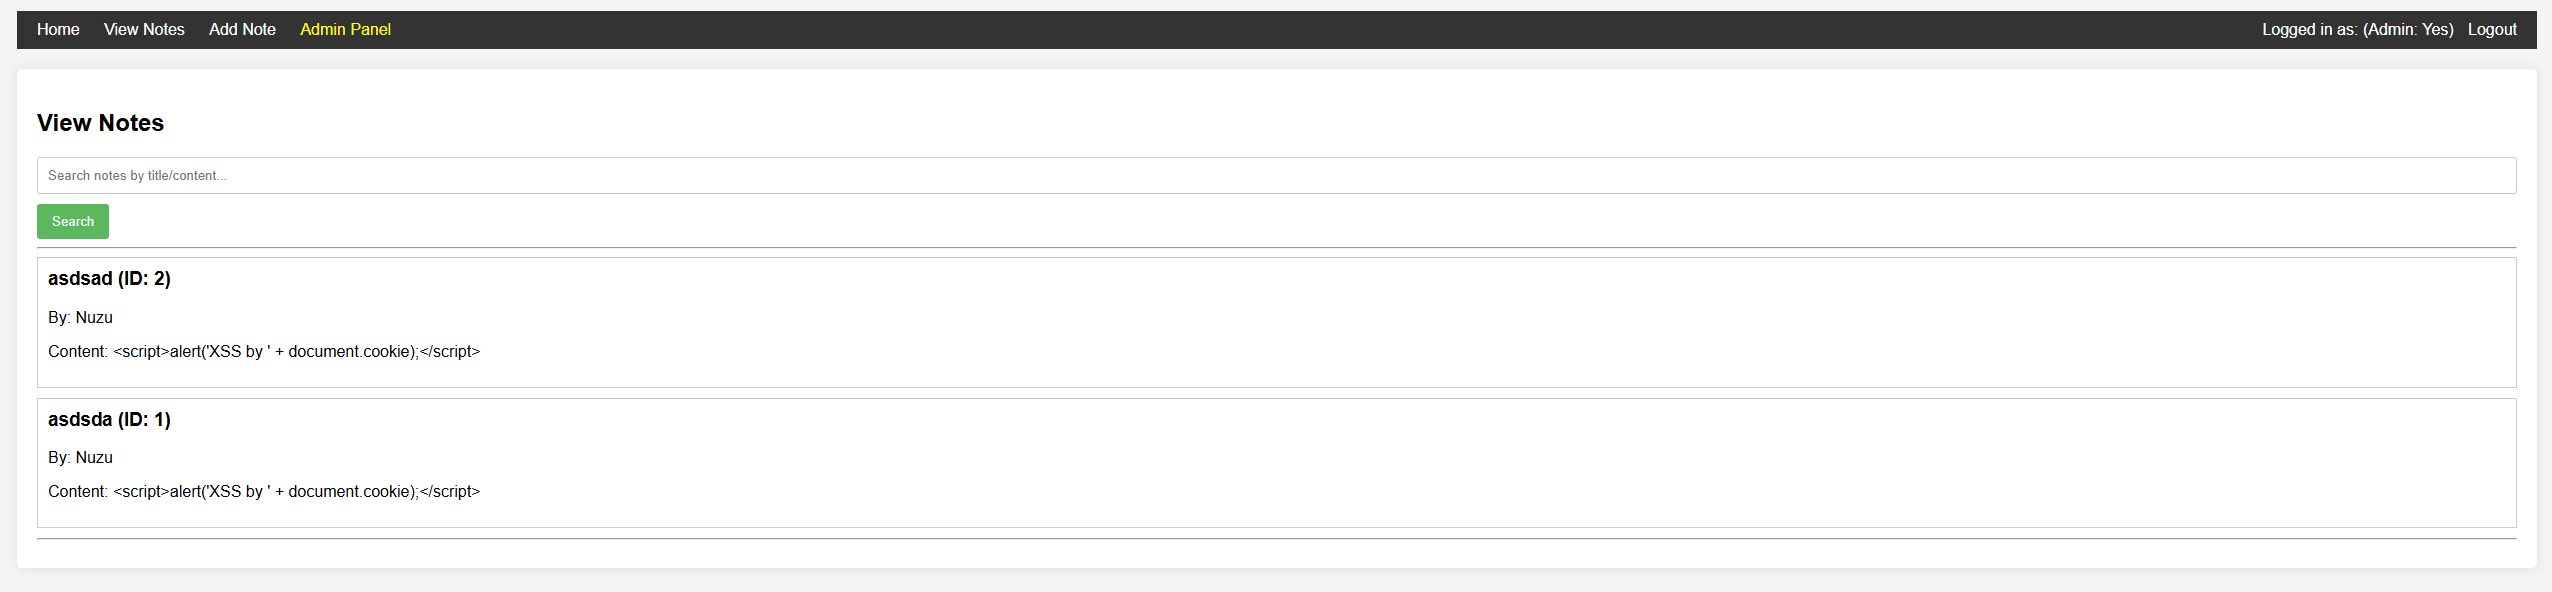 Home View Notes Add Note Admin Panel Logged in as: (Admin: Yes) Logout
View Notes
Search notes by title/content...
Search
asdsad (ID: 2)
By: Nuzu
Content: <script>alert('XSS by ' + document.cookie);</script>
asdsda (ID: 1)
By: Nuzu
Content: <script>alert('XSS by ' + document.cookie);</script>